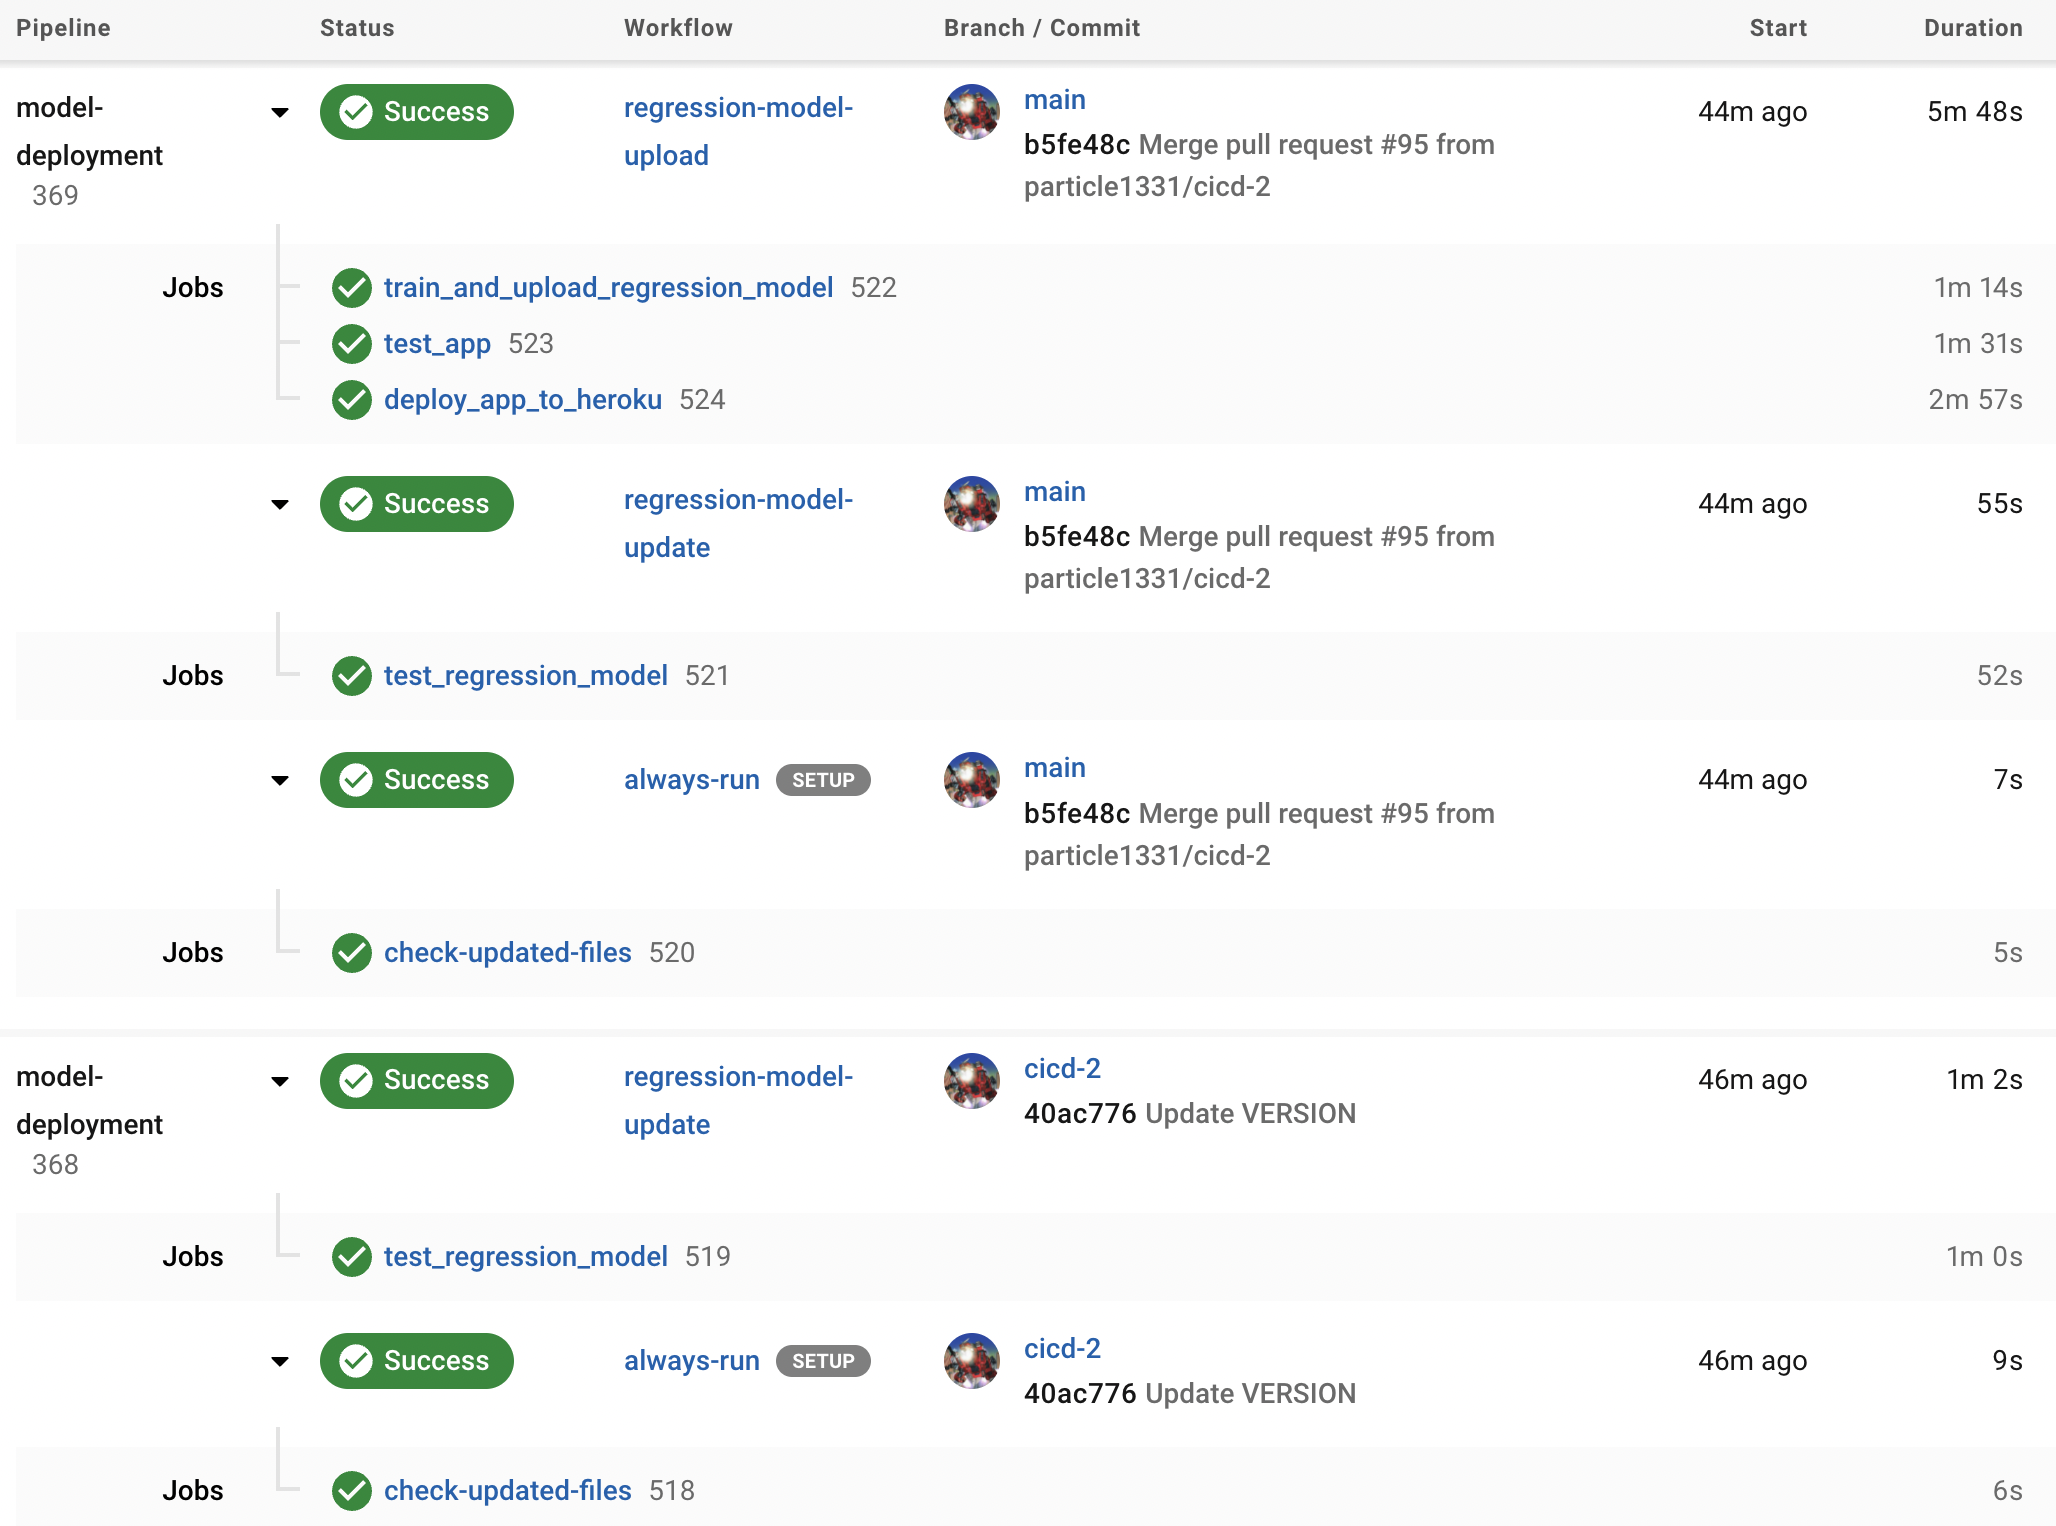 Pipeline Status Workflow Branch / Commit Start Duration
model- Success regression-model- main 44m ago 5m 48s
deployment upload b5fe48c Merge pull request #95 from
369 particle1331/cicd-2
Jobs train_and_upload_regression_model 522 1m 14s
test_app 523 1m 31s
deploy_app_to_heroku 524 2m 57s
Success regression-model- main 44m ago 55s
update b5fe48c Merge pull request #95 from
particle1331/cicd-2
Jobs test_regression_model 521 52s
Success always-run SETUP main 44m ago 7s
b5fe48c Merge pull request #95 from
particle1331/cicd-2
Jobs check-updated-files 520 5s
model- Success regression-model- cicd-2 46m ago 1m 2s
deployment update 40ac776 Update VERSION
368
Jobs test_regression_model 519 1m 0s
Success always-run SETUP cicd-2 46m ago 9s
40ac776 Update VERSION
Jobs check-updated-files 518 6s